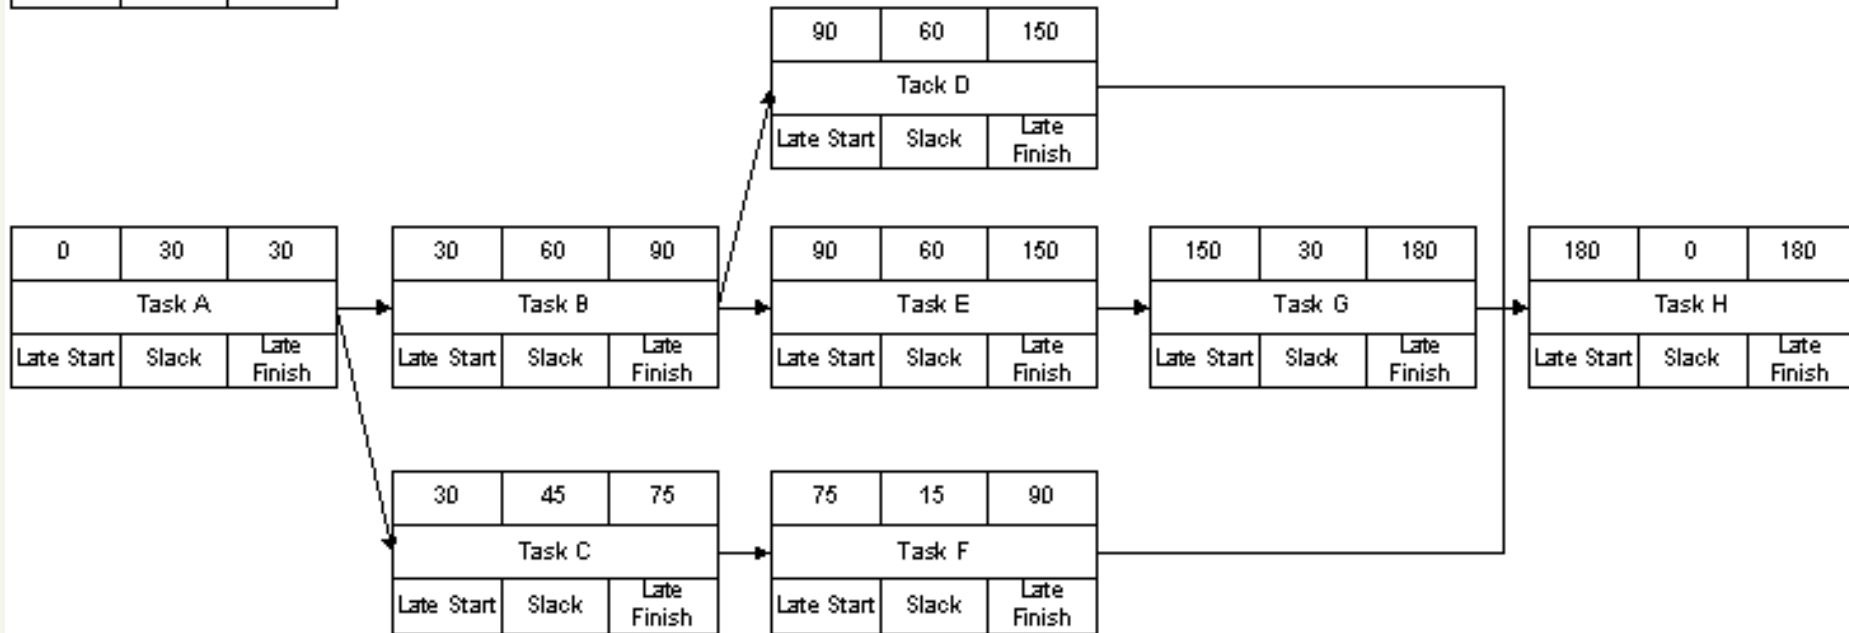 90 60 150
Tack D
Late Start Slack Late Finish
0 30 30
Task A
Late Start Slack Late Finish
30 60 90
Task B
Late Start Slack Late Finish
90 60 150
Task E
Late Start Slack Late Finish
150 30 180
Task G
Late Start Slack Late Finish
180 0 180
Task H
Late Start Slack Late Finish
30 45 75
Task C
Late Start Slack Late Finish
75 15 90
Task F
Late Start Slack Late Finish